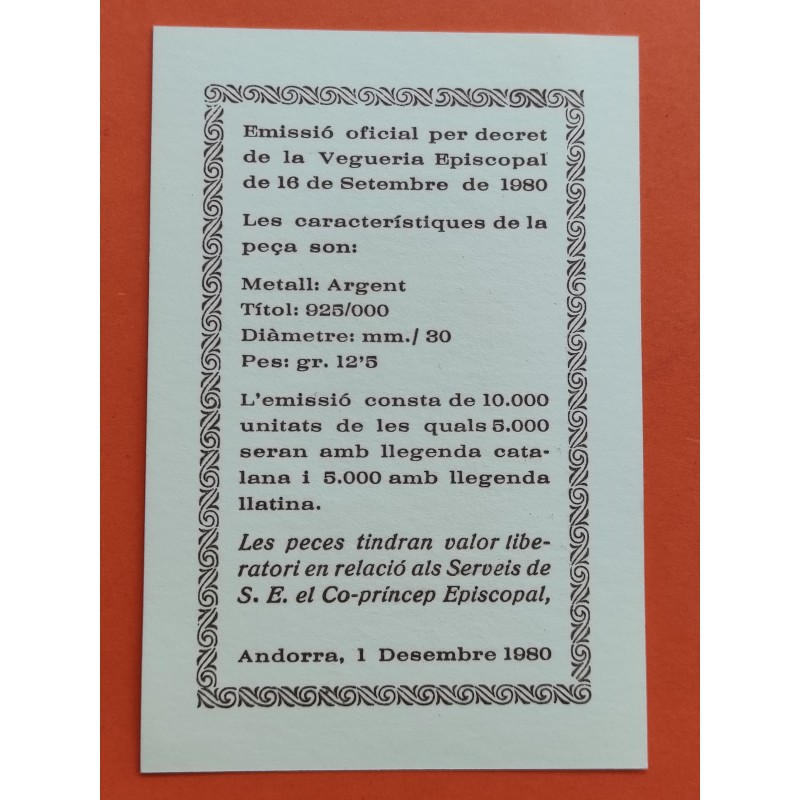 Emissió oficial per decret
de la Vegueria Episcopal
de 16 de Setembre de 1980
Les característiques de la
peça son:
Metall: Argent
Títol: 925/000
Diàmetre: mm./ 30
Pes: gr. 12'5
L'emissió consta de 10.000
unitats de les quals 5.000
seran amb llegenda cata-
lana i 5.000 amb llegenda
llatina.
Les peces tindran valor libe-
ratori en relació als Serveis de
S. E. el Co-príncep Episcopal,
Andorra, 1 Desembre 1980